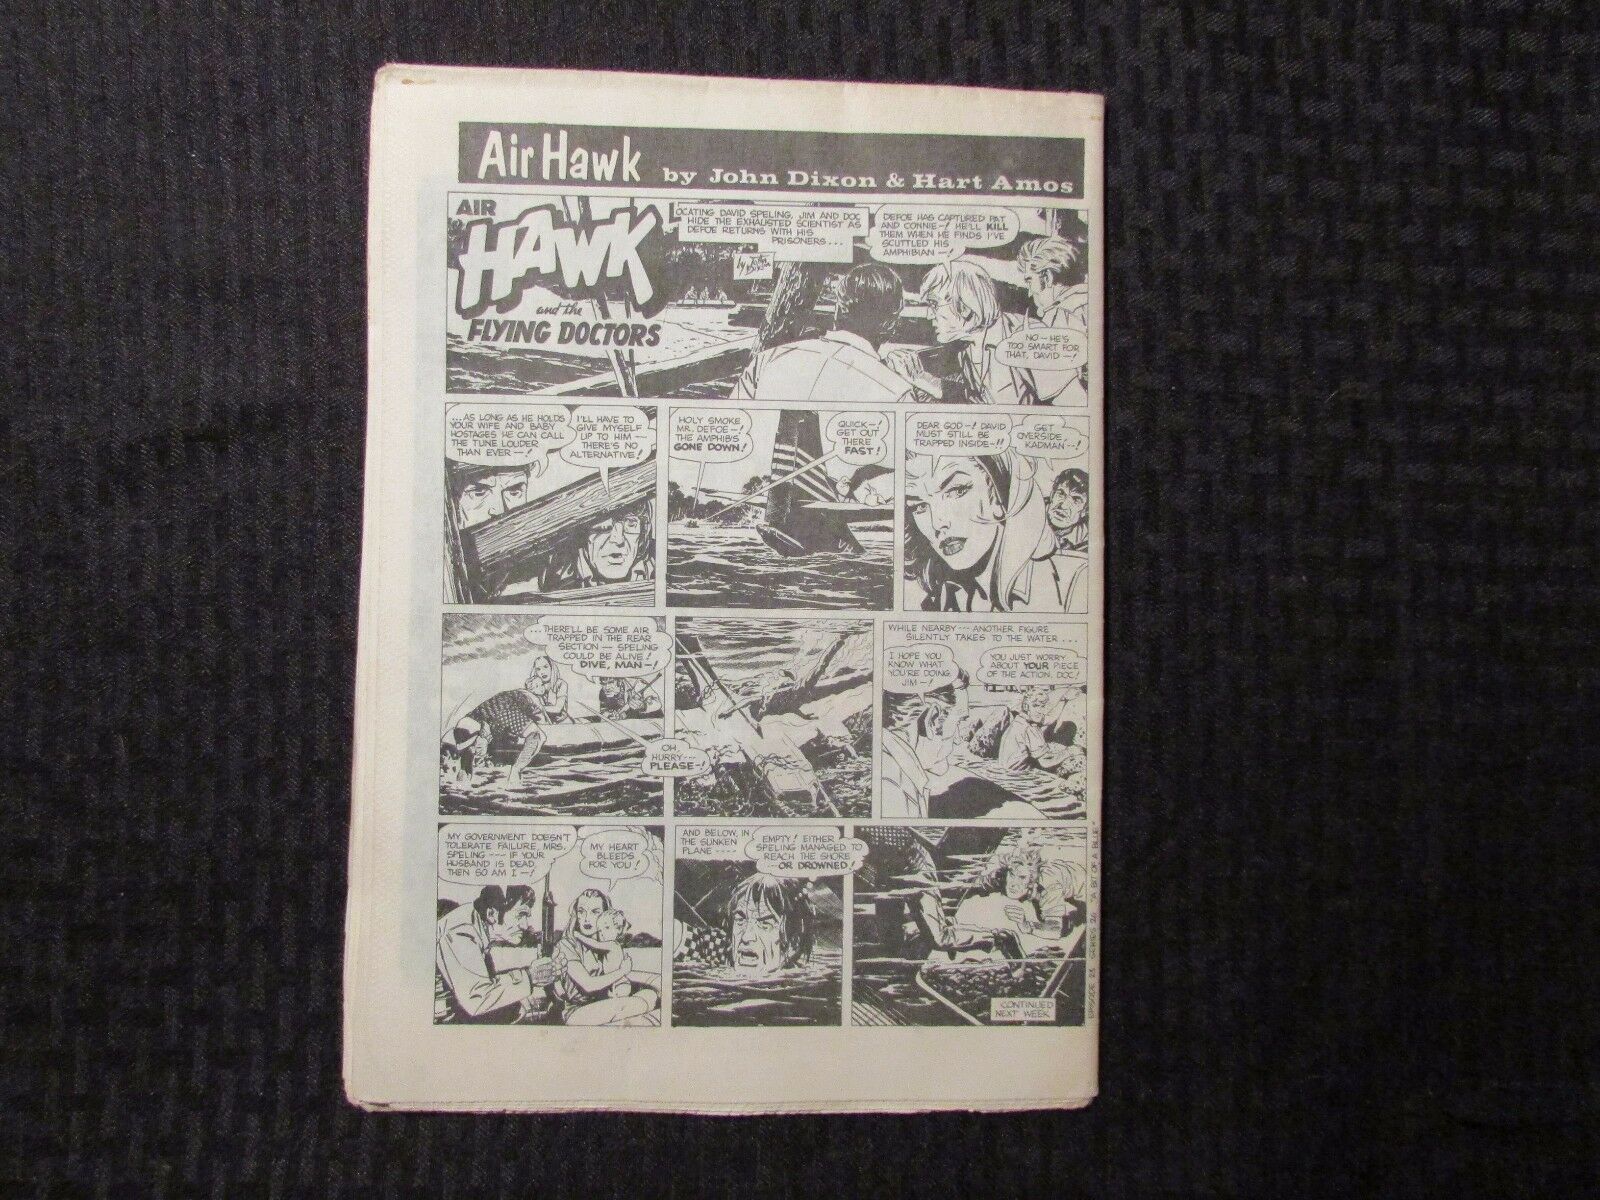 Air Hawk by John Dixon & Hart Amos
AIR
HAWK
and the
FLYING DOCTORS
OCATING DAVID SPELING, JIM AND DOC
HIDE THE EXHAUSTED SCIENTIST AS
DEFOE RETURNS WITH HIS
PRISONERS...
by John
Dixon
DEFOE HAS CAPTURED PAT
AND CONNIE-! HE'LL KILL
THEM WHEN HE FINDS I'VE
SCUTTLED HIS
AMPHIBIAN-!
NO-HE'S
TOO SMART FOR
THAT, DAVID-!
...AS LONG AS HE HOLDS
YOUR WIFE AND BABY
HOSTAGES HE CAN CALL
THE TUNE LOUDER
THAN EVER-!
I'LL HAVE TO
GIVE MYSELF
UP TO HIM--
THERE'S NO
ALTERNATIVE!
HOLY SMOKE
MR. DEFOE-!
THE AMPHIB'S
GONE DOWN!
QUICK-!
GET OUT
THERE
FAST!
DEAR GOD-! DAVID
MUST STILL BE
TRAPPED INSIDE-!!
GET
OVERSIDE,
KADMAN--!
...THERE'LL BE SOME AIR
TRAPPED IN THE REAR
SECTION- SPELING
COULD BE ALIVE!
DIVE, MAN-!
OH,
HURRY---
PLEASE-!
WHILE NEARBY--- ANOTHER FIGURE
SILENTLY TAKES TO THE WATER...
I HOPE YOU
KNOW WHAT
YOU'RE DOING,
JIM-!
YOU JUST WORRY
ABOUT YOUR PIECE
OF THE ACTION, DOC!
MY GOVERNMENT DOESN'T
TOLERATE FAILURE, MRS.
SPELING --- IF YOUR
HUSBAND IS DEAD,
THEN SO AM I-!
MY HEART
BLEEDS
FOR YOU!
AND BELOW, IN
THE SUNKEN
PLANE----
EMPTY! EITHER
SPELING MANAGED TO
REACH THE SHORE
--OR DROWNED!
CONTINUED
NEXT WEEK
EPISODE 23 SERIES 26 "A BIT OF A BLUE"